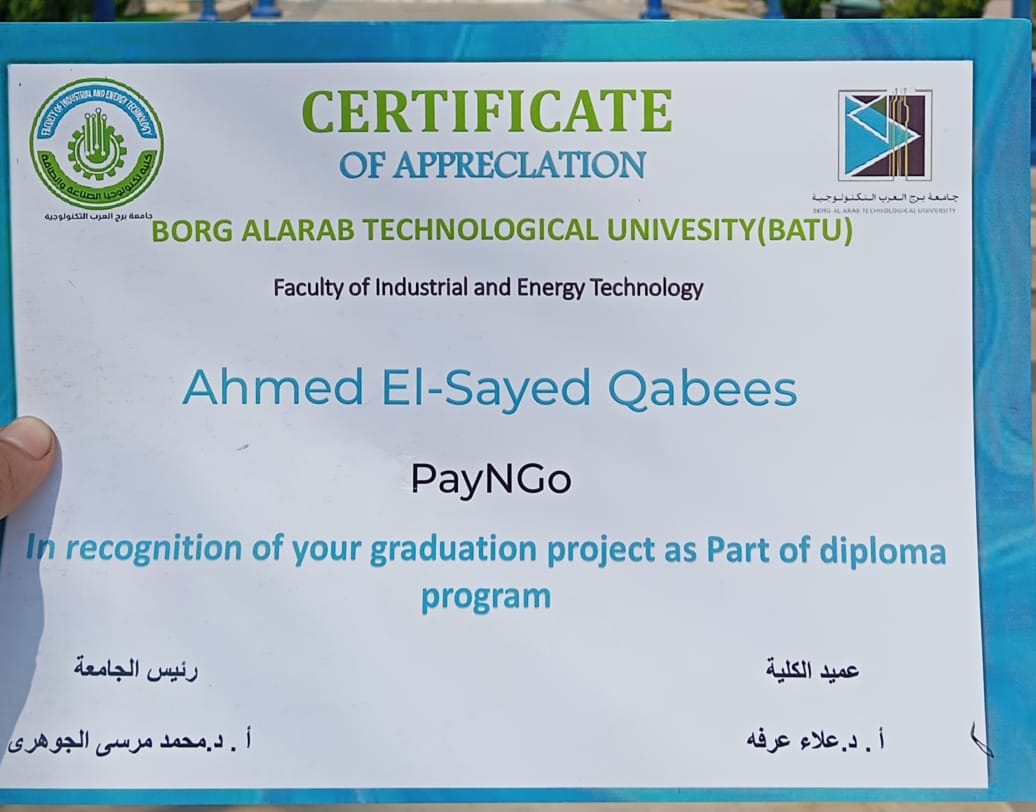 FACULTY OF INDUSTRIAL AND ENERGY TECHNOLOGY
كلية تكنولوجيا الصناعة والطاقة
جامعة برج العرب التكنولوجية
CERTIFICATE
OF APPRECLATION
جامعة برج العرب التكنولوجية
BORG AL ARAB TECHNOLOGICAL UNIVERSITY
BORG ALARAB TECHNOLOGICAL UNIVESITY(BATU)
Faculty of Industrial and Energy Technology
Ahmed El-Sayed Qabees
PayNGo
In recognition of your graduation project as Part of diploma
program
عميد الكلية
رئيس الجامعة
أ . د.علاء عرفه
أ . د.محمد مرسى الجوهرى